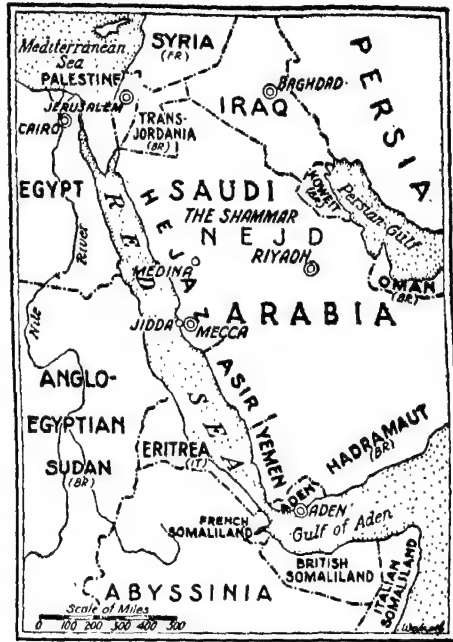 Mediterranean
Sea
SYRIA
(FR)
PERSIA
PALESTINE
JERUSALEM
BAGHDAD
IRAQ
CAIRO
TRANS-
JORDANIA
(BR)
EGYPT
SAUDI
THE SHAMMAR
NEJD
KOWEIT
(BR)
Persian Gulf
HEJAZ
RED SEA
River
Nile
MEDINA
RIYADH
OMAN
(BR)
JIDDA
MECCA
ARABIA
ANGLO-
EGYPTIAN
SUDAN
(BR)
ASIR
YEMEN
HADRAMAUT
(BR)
ERITREA
(IT)
ADEN
ADEN
Gulf of Aden
FRENCH
SOMALILAND
BRITISH
SOMALILAND
ITALIAN
SOMALILAND
ABYSSINIA
Scale of Miles
0 100 200 300 400 500